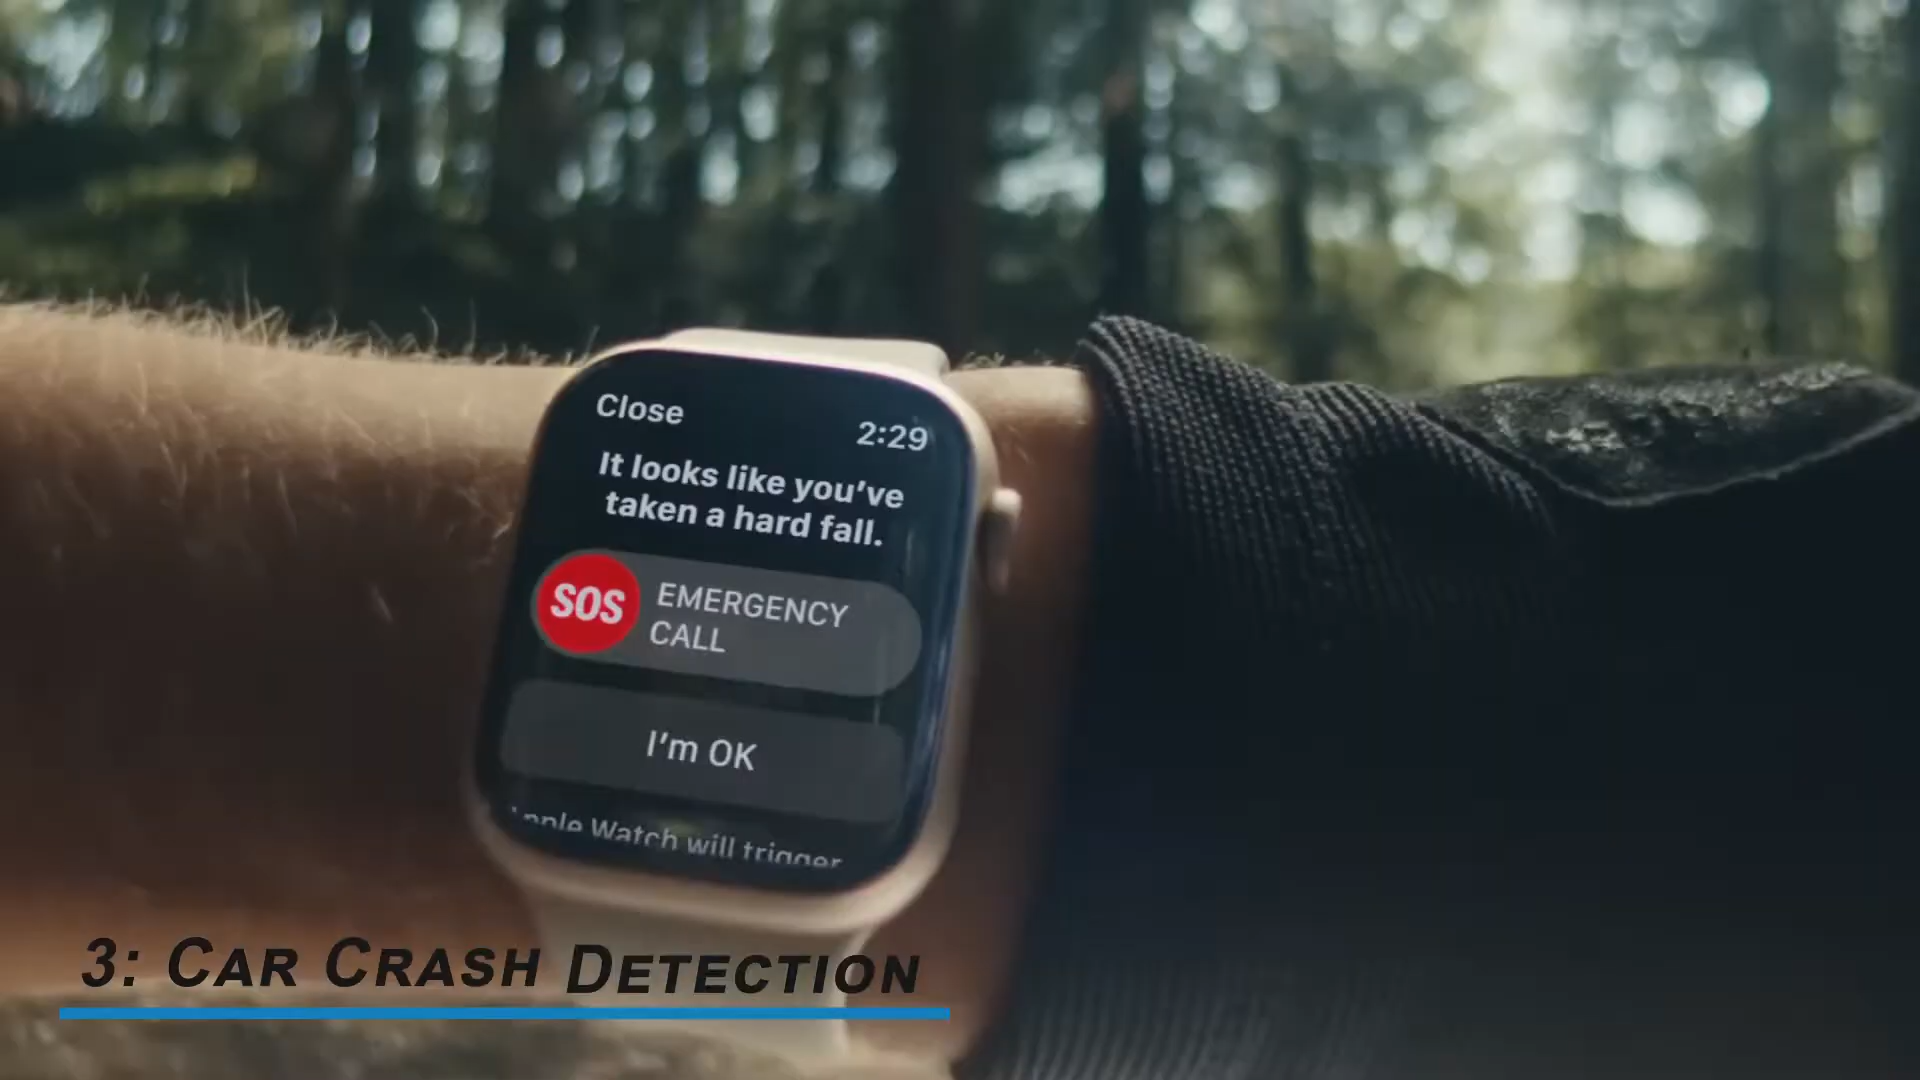 Close
2:29
It looks like you've
taken a hard fall.
SOS
EMERGENCY
CALL
I'm OK
Apple Watch will trigger
3: CAR CRASH DETECTION